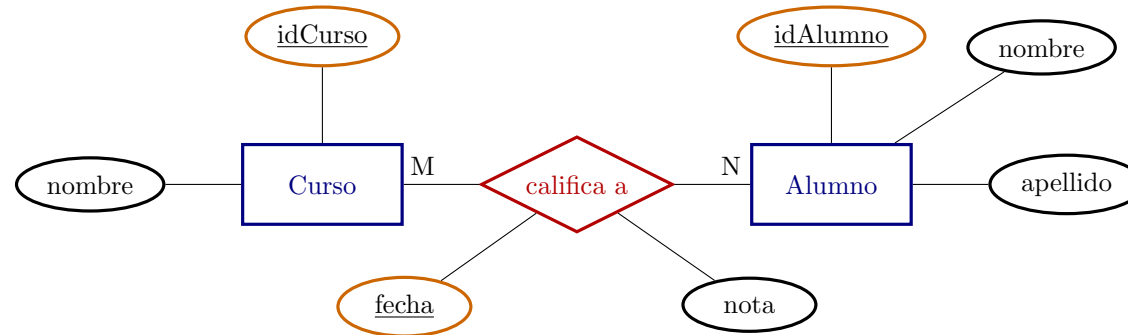 idCurso
idAlumno
nombre
nombre
Curso
M
califica a
N
Alumno
apellido
fecha
nota